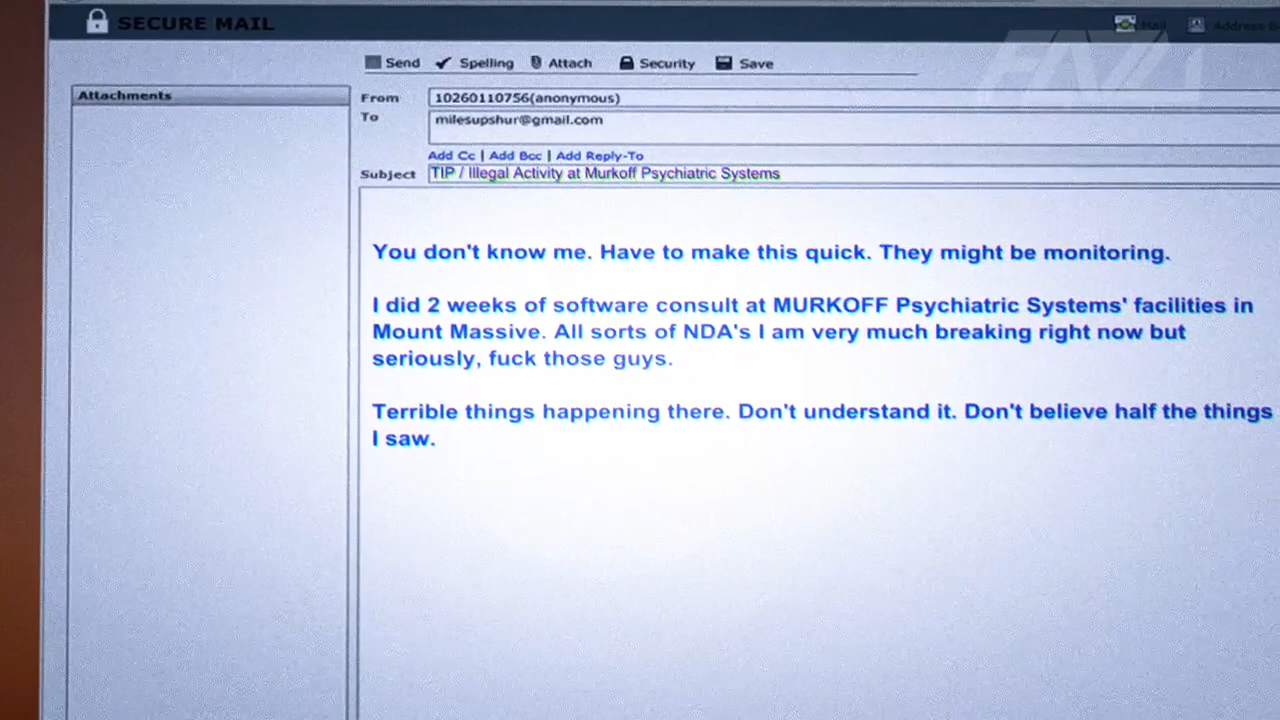 SECURE MAIL
Mail
Address B
Send Spelling Attach Security Save
Attachments
From 10260110756(anonymous)
To milesupshur@gmail.com
Add Cc | Add Bcc | Add Reply-To
Subject TIP / Illegal Activity at Murkoff Psychiatric Systems
You don't know me. Have to make this quick. They might be monitoring.
I did 2 weeks of software consult at MURKOFF Psychiatric Systems' facilities in
Mount Massive. All sorts of NDA's I am very much breaking right now but
seriously, fuck those guys.
Terrible things happening there. Don't understand it. Don't believe half the things
I saw.